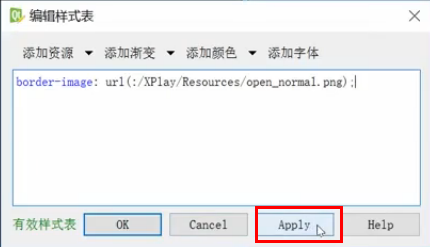 编辑样式表
添加资源 添加渐变 添加颜色 添加字体
border-image: url(:/XPlay/Resources/open_normal.png);
有效样式表 OK Cancel Apply Help